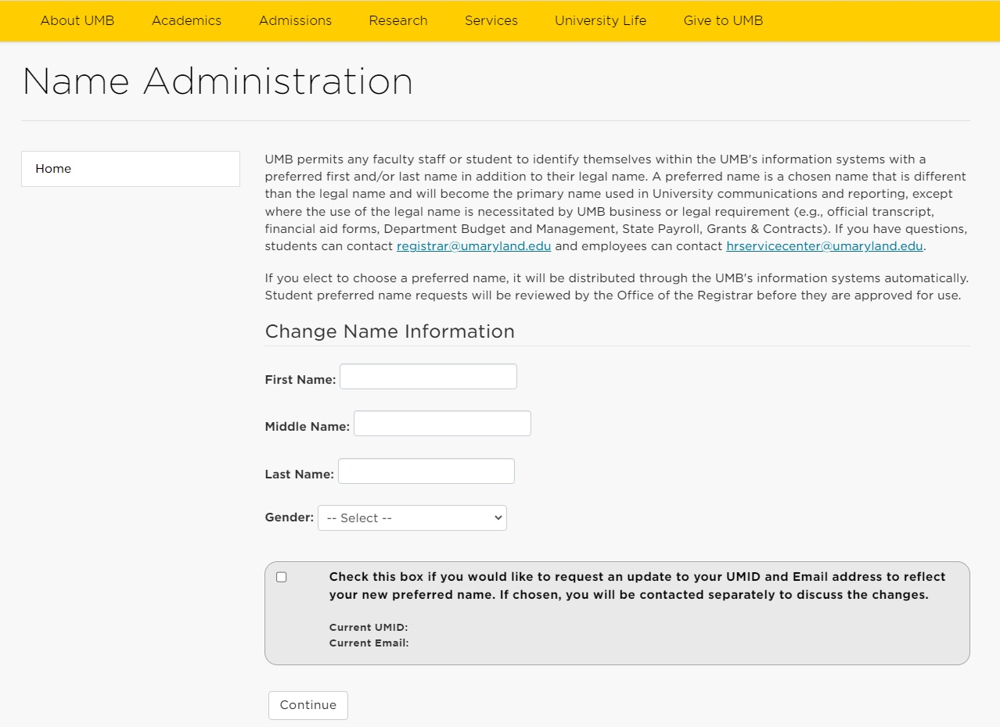 About UMB Academics Admissions Research Services University Life Give to UMB
Name Administration
Home
UMB permits any faculty staff or student to identify themselves within the UMB's information systems with a
preferred first and/or last name in addition to their legal name. A preferred name is a chosen name that is different
than the legal name and will become the primary name used in University communications and reporting, except
where the use of the legal name is necessitated by UMB business or legal requirement (e.g., official transcript,
financial aid forms, Department Budget and Management, State Payroll, Grants & Contracts). If you have questions,
students can contact registrar@umaryland.edu and employees can contact hrservicecenter@umaryland.edu.
If you elect to choose a preferred name, it will be distributed through the UMB's information systems automatically.
Student preferred name requests will be reviewed by the Office of the Registrar before they are approved for use.
Change Name Information
First Name:
Middle Name:
Last Name:
Gender: -- Select --
Check this box if you would like to request an update to your UMID and Email address to reflect
your new preferred name. If chosen, you will be contacted separately to discuss the changes.
Current UMID:
Current Email:
Continue